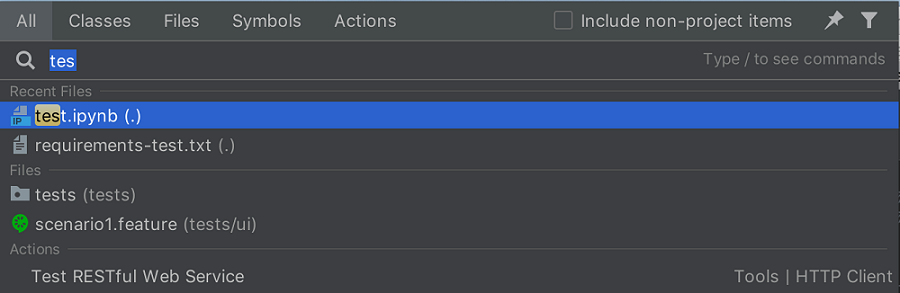 All Classes Files Symbols Actions Include non-project items
tes Type / to see commands
Recent Files
IP test.ipynb (.)
requirements-test.txt (.)
Files
tests (tests)
scenario1.feature (tests/ui)
Actions
Test RESTful Web Service Tools | HTTP Client